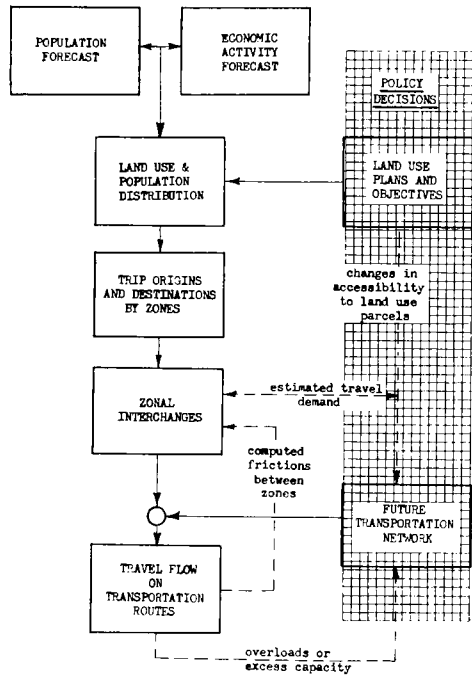 POPULATION
FORECAST
ECONOMIC
ACTIVITY
FORECAST
POLICY
DECISIONS
LAND USE &
POPULATION
DISTRIBUTION
LAND USE
PLANS AND
OBJECTIVES
TRIP ORIGINS
AND DESTINATIONS
BY ZONES
changes in
accessibility
to land use
parcels
ZONAL
INTERCHANGES
estimated travel
demand
computed
frictions
between
zones
FUTURE
TRANSPORTATION
NETWORK
TRAVEL FLOW
ON
TRANSPORTATION
ROUTES
overloads or
excess capacity